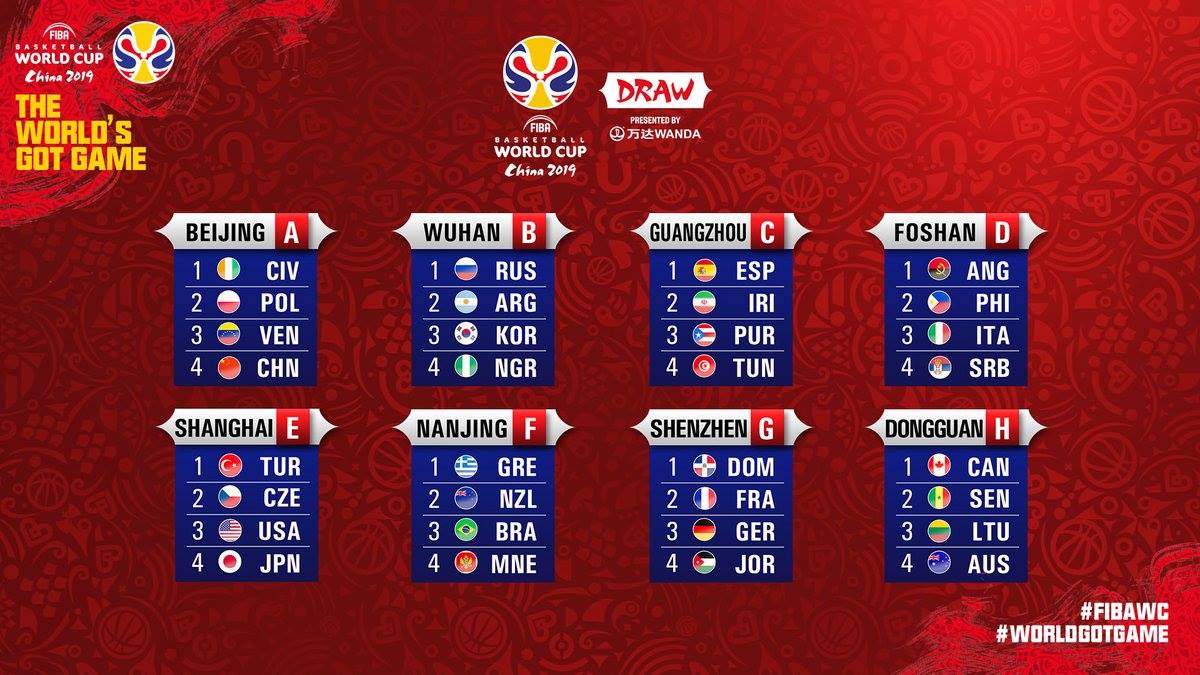 FIBA
BASKETBALL
WORLD CUP
China 2019
THE
WORLD'S
GOT GAME
FIBA
BASKETBALL
WORLD CUP
China 2019
DRAW
PRESENTED BY
万达WANDA
BEIJING A
1 CIV
2 POL
3 VEN
4 CHN
WUHAN B
1 RUS
2 ARG
3 KOR
4 NGR
GUANGZHOU C
1 ESP
2 IRI
3 PUR
4 TUN
FOSHAN D
1 ANG
2 PHI
3 ITA
4 SRB
SHANGHAI E
1 TUR
2 CZE
3 USA
4 JPN
NANJING F
1 GRE
2 NZL
3 BRA
4 MNE
SHENZHEN G
1 DOM
2 FRA
3 GER
4 JOR
DONGGUAN H
1 CAN
2 SEN
3 LTU
4 AUS
#FIBAWC
#WORLDGOTGAME